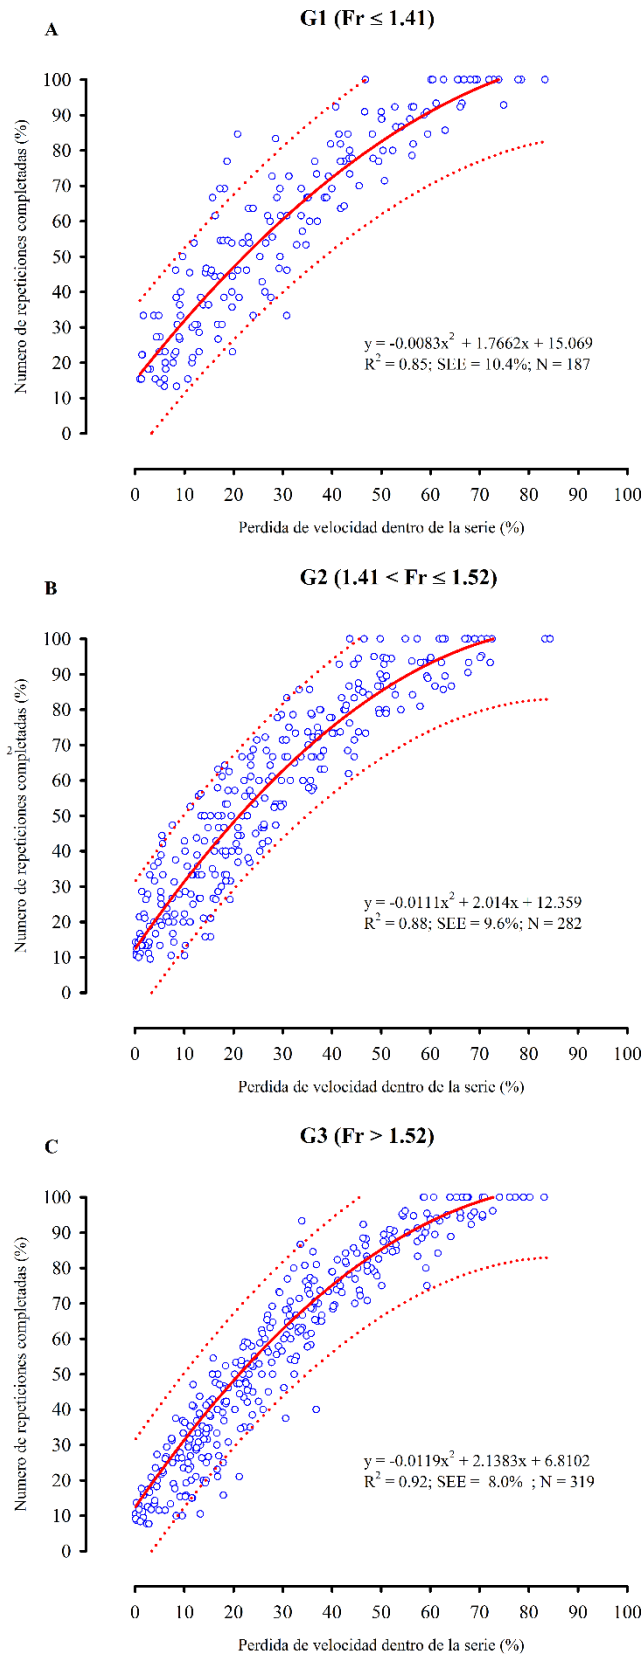 G1 (Fr ≤ 1.41)
A
100
90
80
70
60
50
40
30
20
10
0
Numero de repeticiones completadas (%)
y = -0.0083x² + 1.7662x + 15.069
R² = 0.85; SEE = 10.4%; N = 187
0 10 20 30 40 50 60 70 80 90 100
Perdida de velocidad dentro de la serie (%)
G2 (1.41 < Fr ≤ 1.52)
B
100
90
80
70
60
50
40
30
20
10
0
2
Numero de repeticiones completadas (%)
y = -0.0111x² + 2.014x + 12.359
R² = 0.88; SEE = 9.6%; N = 282
0 10 20 30 40 50 60 70 80 90 100
Perdida de velocidad dentro de la serie (%)
G3 (Fr > 1.52)
C
100
90
80
70
60
50
40
30
20
10
0
Numero de repeticiones completadas (%)
y = -0.0119x² + 2.1383x + 6.8102
R² = 0.92; SEE = 8.0% ; N = 319
0 10 20 30 40 50 60 70 80 90 100
Perdida de velocidad dentro de la serie (%)